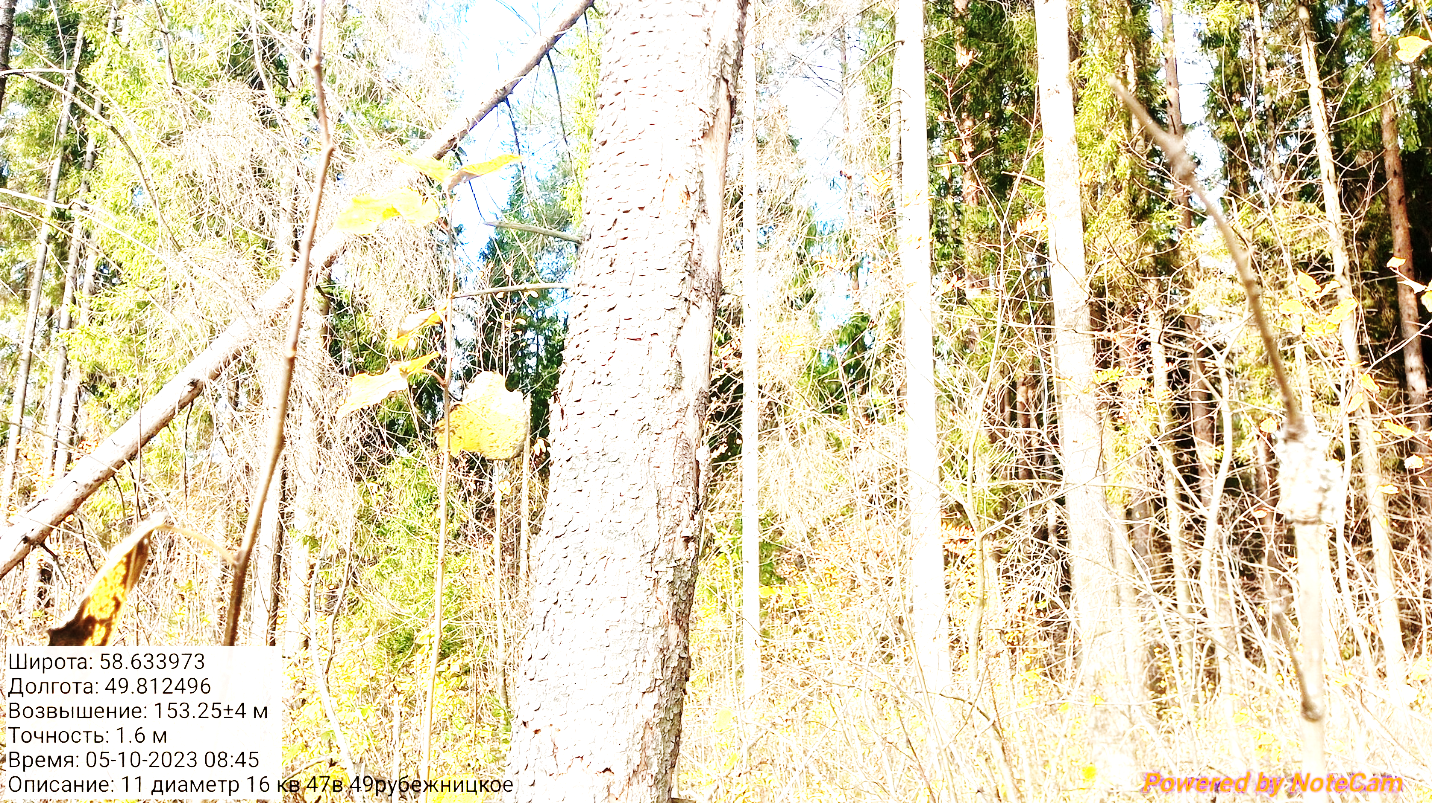 Широта: 58.633973
Долгота: 49.812496
Возвышение: 153.25±4 м
Точность: 1.6 м
Время: 05-10-2023 08:45
Описание: 11 диаметр 16 кв 47в 49рубежницкое
Powered by NoteCam